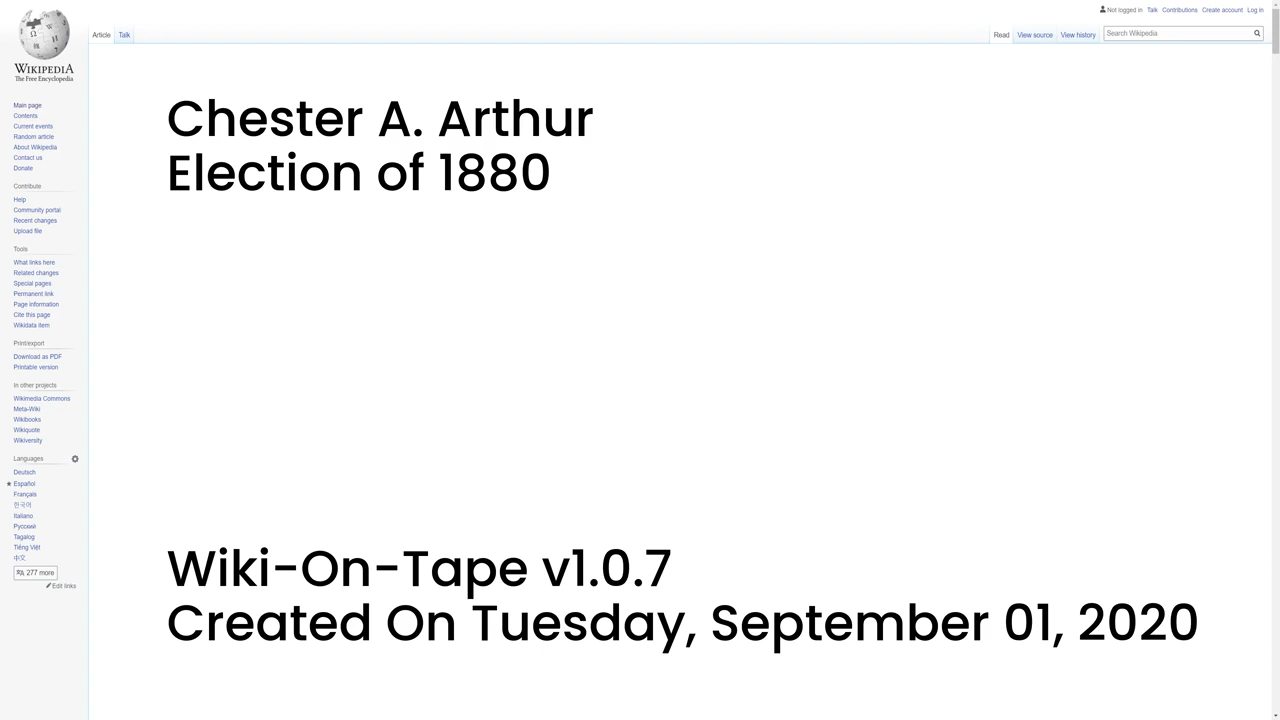 Not logged in Talk Contributions Create account Log in
Article Talk Read View source View history Search Wikipedia
WIKIPEDIA
The Free Encyclopedia
Main page
Contents
Current events
Random article
About Wikipedia
Contact us
Donate
Contribute
Help
Community portal
Recent changes
Upload file
Tools
What links here
Related changes
Special pages
Permanent link
Page information
Cite this page
Wikidata item
Print/export
Download as PDF
Printable version
In other projects
Wikimedia Commons
Meta-Wiki
Wikibooks
Wikiquote
Wikiversity
Languages
Deutsch
Español
Français
한국어
Italiano
Русский
Tagalog
Tiếng Việt
中文
277 more
Edit links
Chester A. Arthur
Election of 1880
Wiki-On-Tape v1.0.7
Created On Tuesday, September 01, 2020